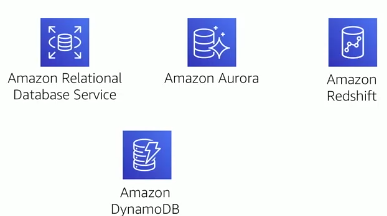 Amazon Relational
Database Service
Amazon Aurora
Amazon
Redshift
Amazon
DynamoDB